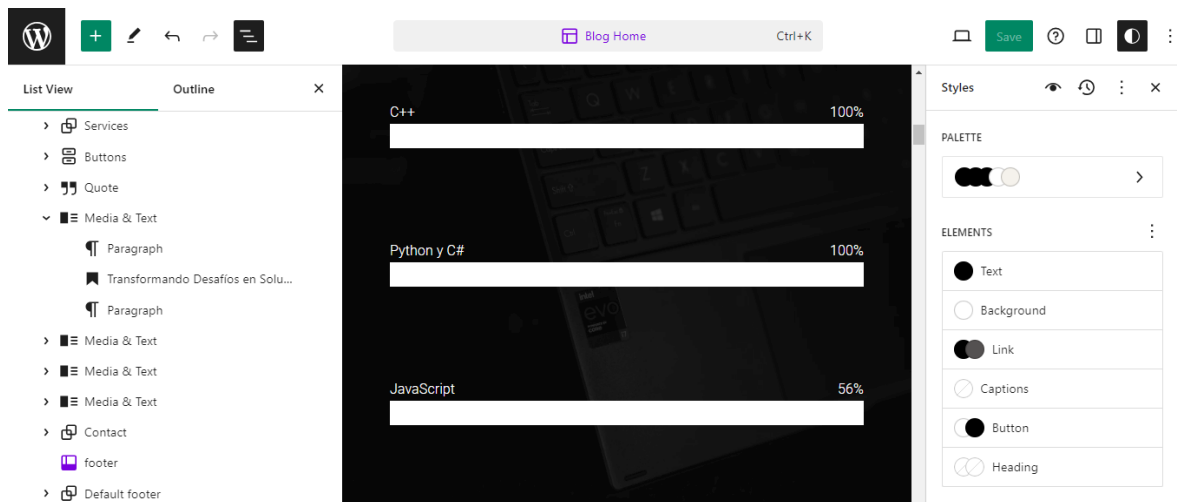 Blog Home Ctrl+K
Save
List View Outline
Services
Buttons
Quote
Media & Text
Paragraph
Transformando Desafíos en Solu...
Paragraph
Media & Text
Media & Text
Media & Text
Contact
footer
Default footer
C++ 100%
Python y C# 100%
intel
evo
JavaScript 56%
Styles
PALETTE
ELEMENTS
Text
Background
Link
Captions
Button
Heading